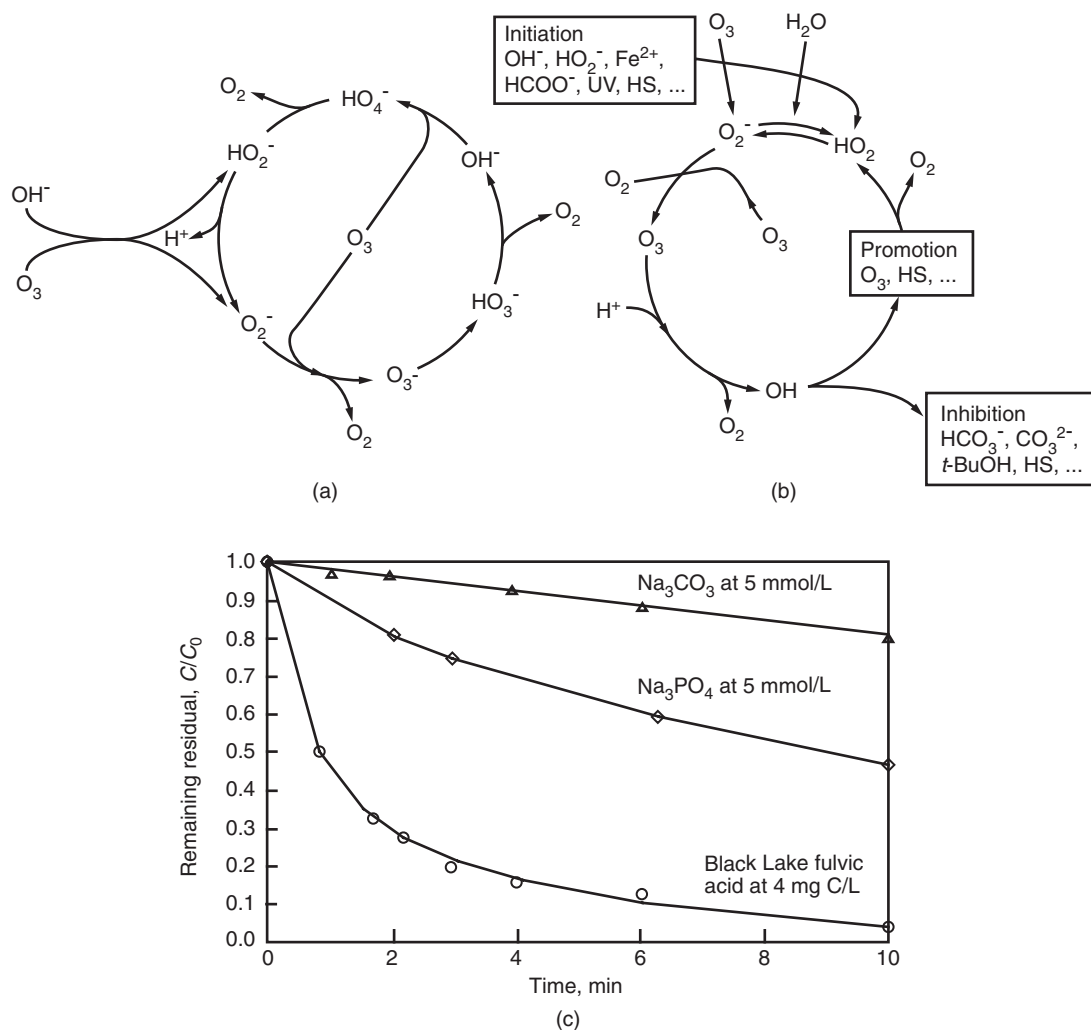 O₂
HO₄⁻
HO₂⁻
OH⁻
OH⁻
H⁺
O₃
O₂
O₃
HO₃⁻
O₂⁻
O₃⁻
O₂
(a)
Initiation
OH⁻, HO₂⁻, Fe²⁺,
HCOO⁻, UV, HS, ...
O₃
H₂O
O₂⁻
HO₂
O₂
O₂
O₃
O₃
Promotion
O₃, HS, ...
H⁺
OH
O₂
Inhibition
HCO₃⁻, CO₃²⁻,
t-BuOH, HS, ...
(b)
Remaining residual, C/C₀
1.0
0.9
0.8
0.7
0.6
0.5
0.4
0.3
0.2
0.1
0.0
Na₃CO₃ at 5 mmol/L
Na₃PO₄ at 5 mmol/L
Black Lake fulvic
acid at 4 mg C/L
0 2 4 6 8 10
Time, min
(c)